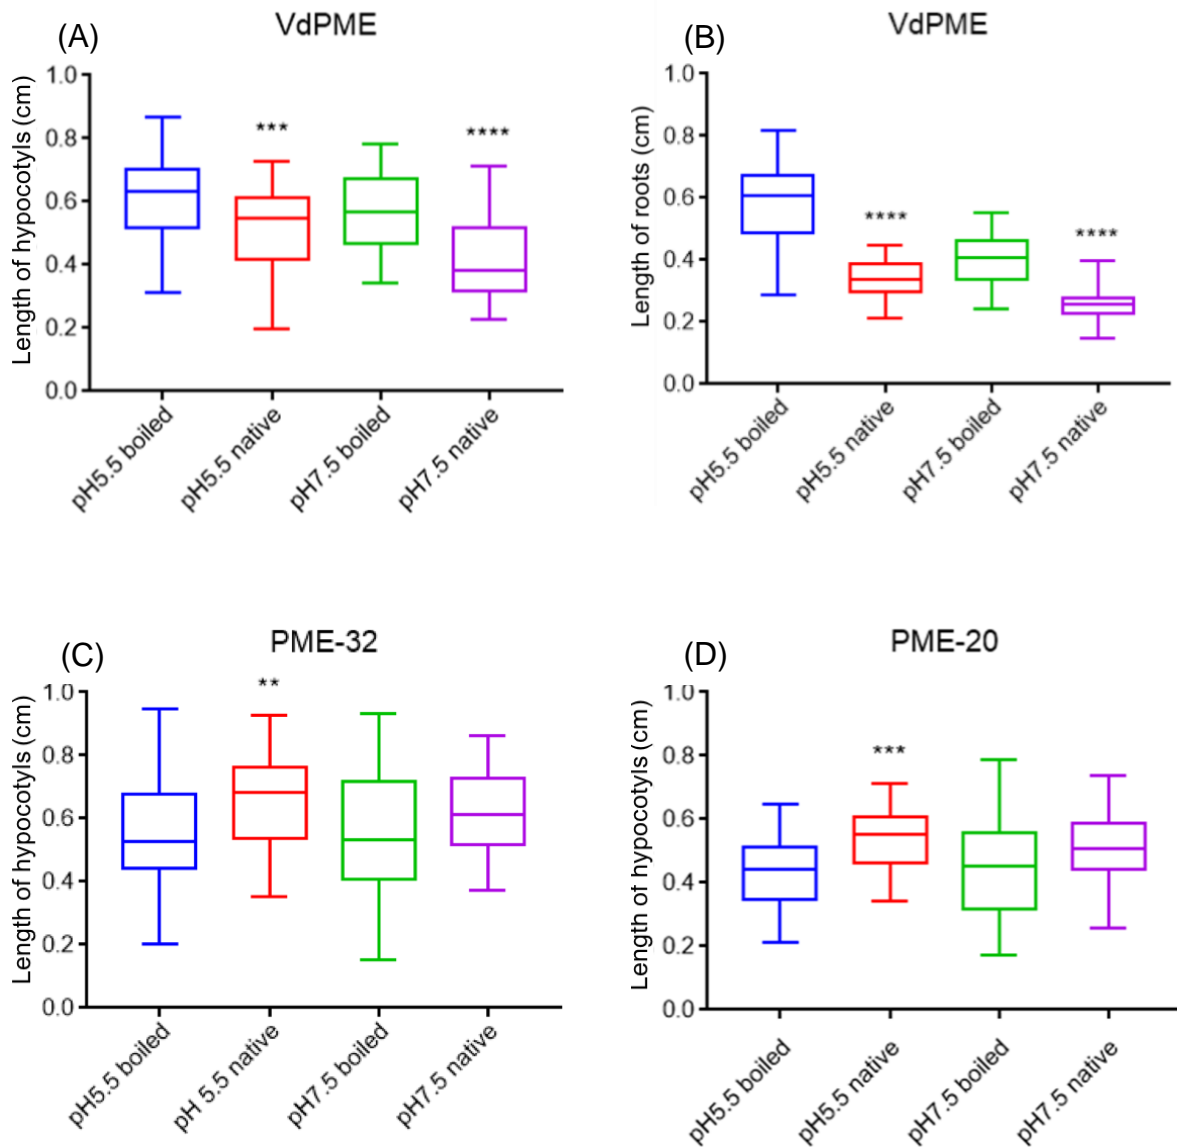 (A)
VdPME
Length of hypocotyls (cm)
1.0
0.8
0.6
0.4
0.2
0.0
***
****
pH5.5 boiled
pH5.5 native
pH7.5 boiled
pH7.5 native
(B)
VdPME
Length of roots (cm)
1.0
0.8
0.6
0.4
0.2
0.0
****
****
pH5.5 boiled
pH5.5 native
pH7.5 boiled
pH7.5 native
(C)
PME-32
Length of hypocotyls (cm)
1.0
0.8
0.6
0.4
0.2
0.0
**
pH5.5 boiled
pH 5.5 native
pH7.5 boiled
pH7.5 native
(D)
PME-20
Length of hypocotyls (cm)
1.0
0.8
0.6
0.4
0.2
0.0
***
pH5.5 boiled
pH5.5 native
pH7.5 boiled
pH7.5 native